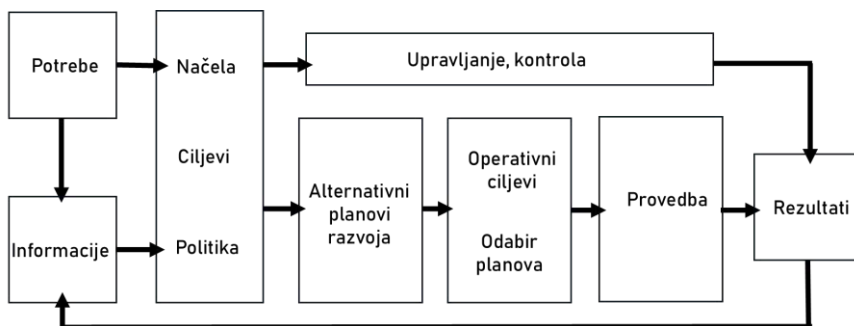 Potrebe
Načela
Upravljanje, kontrola
Ciljevi
Alternativni
planovi
razvoja
Operativni
ciljevi
Odabir
planova
Provedba
Rezultati
Informacije
Politika